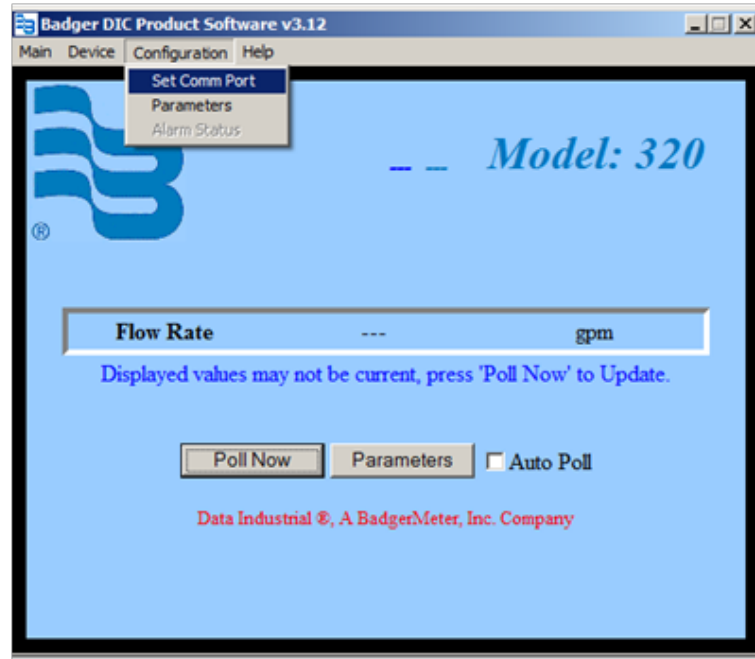 Badger DIC Product Software v3.12
Main Device Configuration Help
Set Comm Port
Parameters
Alarm Status
--- --- Model: 320
®
Flow Rate --- gpm
Displayed values may not be current, press 'Poll Now' to Update.
Poll Now Parameters Auto Poll
Data Industrial ®, A BadgerMeter, Inc. Company